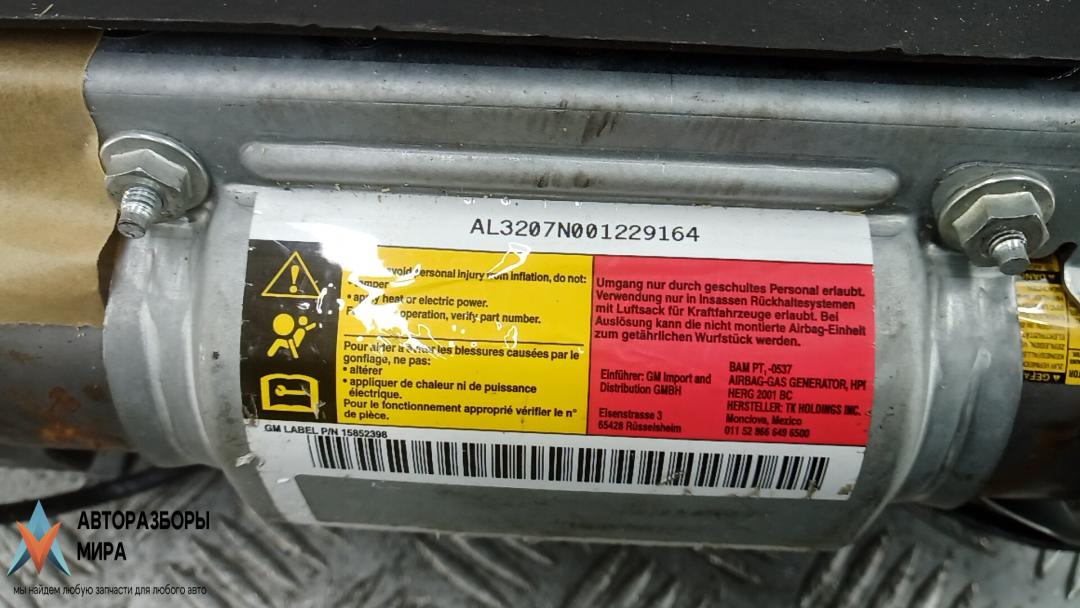 AL3207N001229164
avoid personal injury from inflation, do not:
• tamper
• apply heat or electric power.
operation, verify part number.
Pour aider à éviter les blessures causées par le
gonflage, ne pas:
• altérer
• appliquer de chaleur ni de puissance
électrique.
Pour le fonctionnement approprié vérifier le n°
de pièce.
Umgang nur durch geschultes Personal erlaubt.
Verwendung nur in Insassen Rückhaltesystemen
mit Luftsack für Kraftfahrzeuge erlaubt. Bei
Auslösung kann die nicht montierte Airbag-Einheit
zum getährlichen Wurfstück werden.
Einführer: GM Import and
Distribution GMBH
Eisenstrasse 3
65428 Rüsselsheim
BAM PT, -0537
AIRBAG-GAS GENERATOR, HPI
HERG 2001 BC
HERSTELLER: TK HOLDINGS INC.
Monclova, Mexico
011 52 866 649 6500
GM LABEL P/N 15852398
АВТОРАЗБОРЫ
МИРА
мы найдем любую запчасти для любого авто